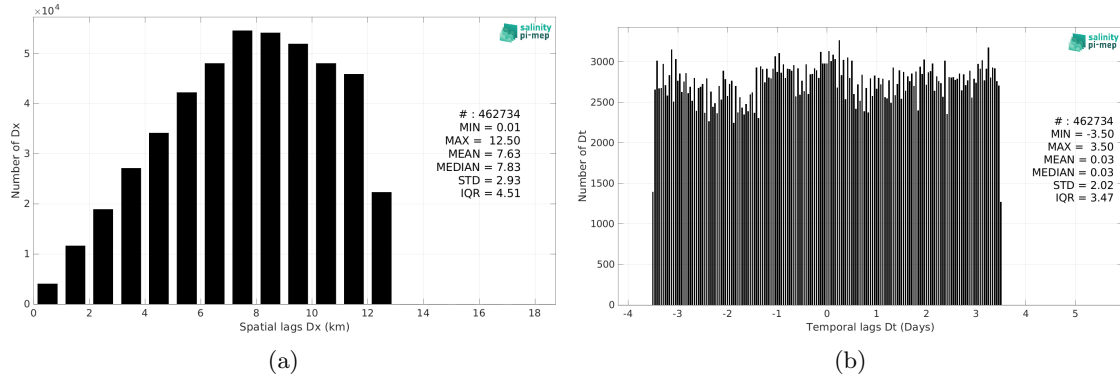 ×10⁴
salinity
pi-mep
5
4
3
2
1
0
Number of Dx
# : 462734
MIN = 0.01
MAX = 12.50
MEAN = 7.63
MEDIAN = 7.83
STD = 2.93
IQR = 4.51
0 2 4 6 8 10 12 14 16 18
Spatial lags Dx (km)
(a)
salinity
pi-mep
3000
2500
2000
1500
1000
500
0
Number of Dt
# : 462734
MIN = -3.50
MAX = 3.50
MEAN = 0.03
MEDIAN = 0.03
STD = 2.02
IQR = 3.47
-4 -3 -2 -1 0 1 2 3 4 5
Temporal lags Dt (Days)
(b)